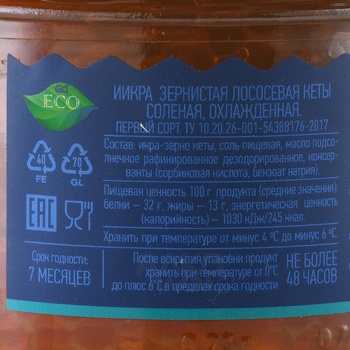 ECO
ИИКРА ЗЕРНИСТАЯ ЛОСОСЕВАЯ КЕТЫ
СОЛЕНАЯ, ОХЛАЖДЕННАЯ.
ПЕРВЫЙ СОРТ. ТУ 10.20.26-001-54388176-2017
Состав: икра-зерно кеты, соль пищевая, масло подсол-
нечное рафинированное дезодорированное, консер-
ванты (сорбиновая кислота, бензоат натрия).
40
FE
70
GL
Пищевая ценность 100 г продукта (средние значения):
белки – 32 г, жиры – 13 г, энергетическая ценность
(калорийность) – 1030 кДж/245 ккал.
EAC
Хранить при температуре от минус 4 °С до минус 6 °С
Срок годности:
7 МЕСЯЦЕВ
После вскрытия упаковки продукт
хранить при температуре от 0°С
до плюс 6°С в пределах срока годности
НЕ БОЛЕЕ
48 ЧАСОВ